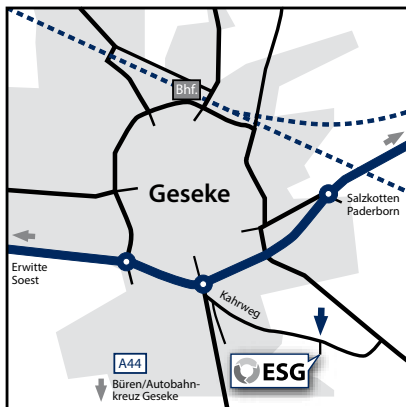 Bhf.
Geseke
Salzkotten
Paderborn
Erwitte
Soest
Kahrweg
A44
ESG
Büren/Autobahn-
kreuz Geseke